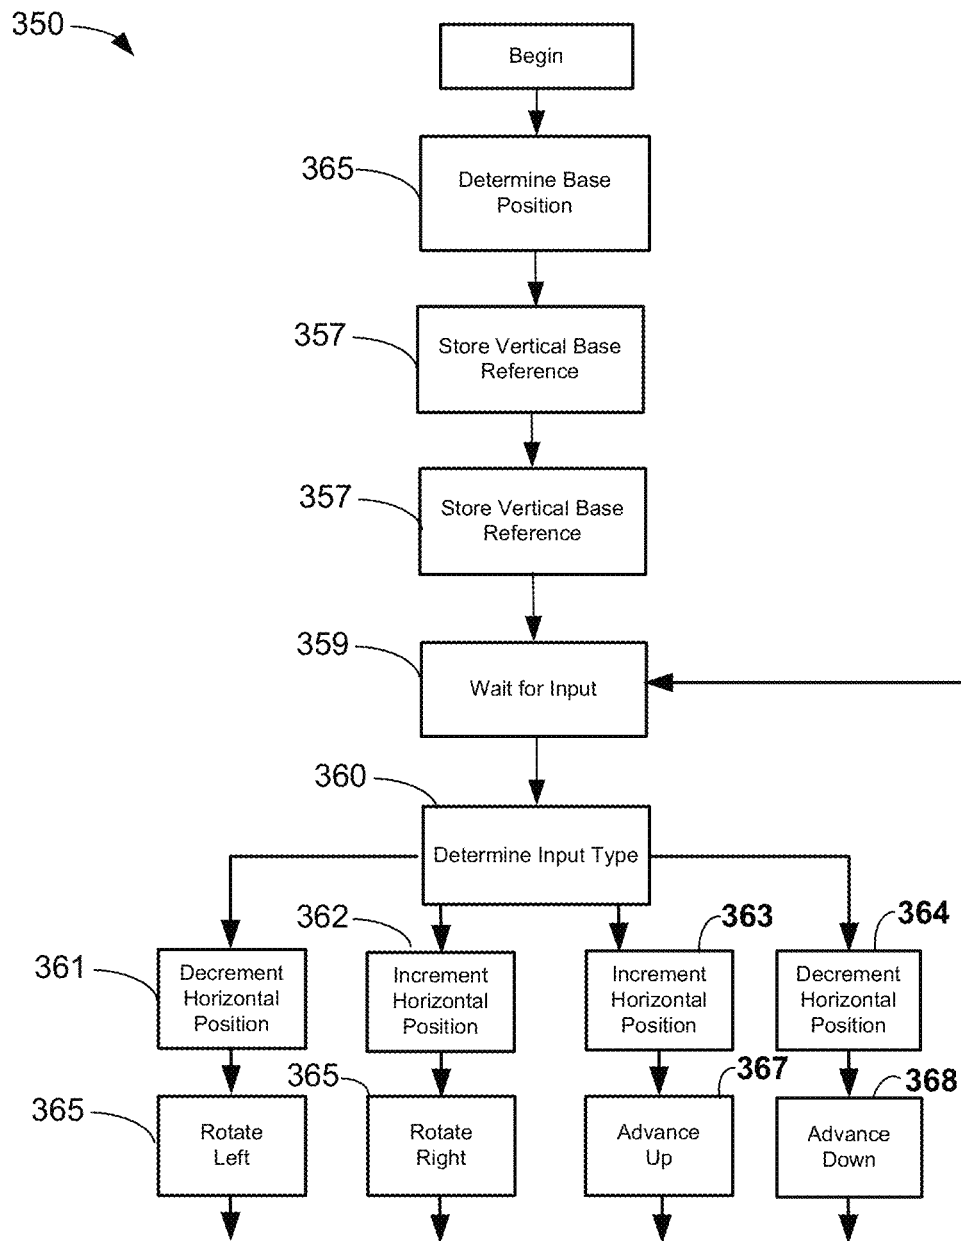 350
Begin
365
Determine Base
Position
357
Store Vertical Base
Reference
357
Store Vertical Base
Reference
359
Wait for Input
360
Determine Input Type
361
Decrement
Horizontal
Position
362
Increment
Horizontal
Position
363
Increment
Horizontal
Position
364
Decrement
Horizontal
Position
365
Rotate
Left
365
Rotate
Right
367
Advance
Up
368
Advance
Down